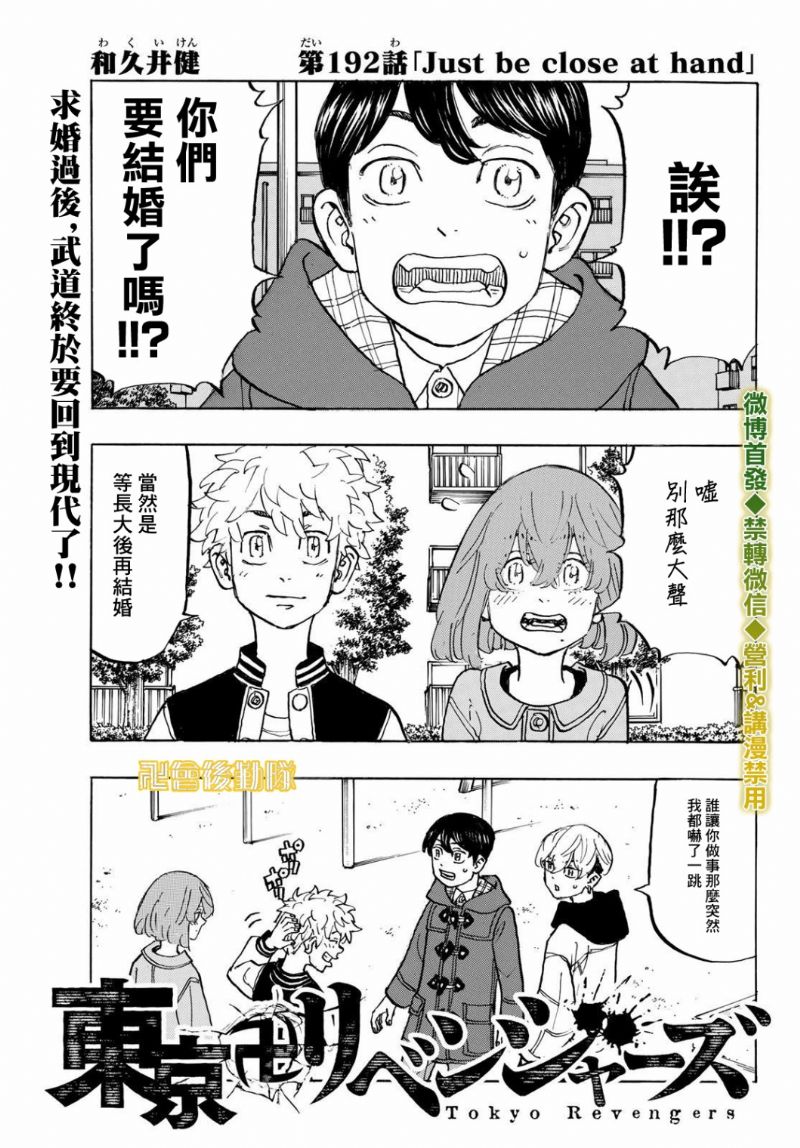 わくいけん
和久井健
だい わ
第192話「Just be close at hand」
誒!!?
你們
要結婚了嗎!!?
求婚過後,武道終於要回到現代了!!
噓
別那麼大聲
當然是
等長大後再結婚
微博首發◆禁轉微信◆營利&講漫禁用
卍會後勤隊
誰讓你做事那麼突然
我都嚇了一跳
東京卍リベンジャーズ
Tokyo Revengers